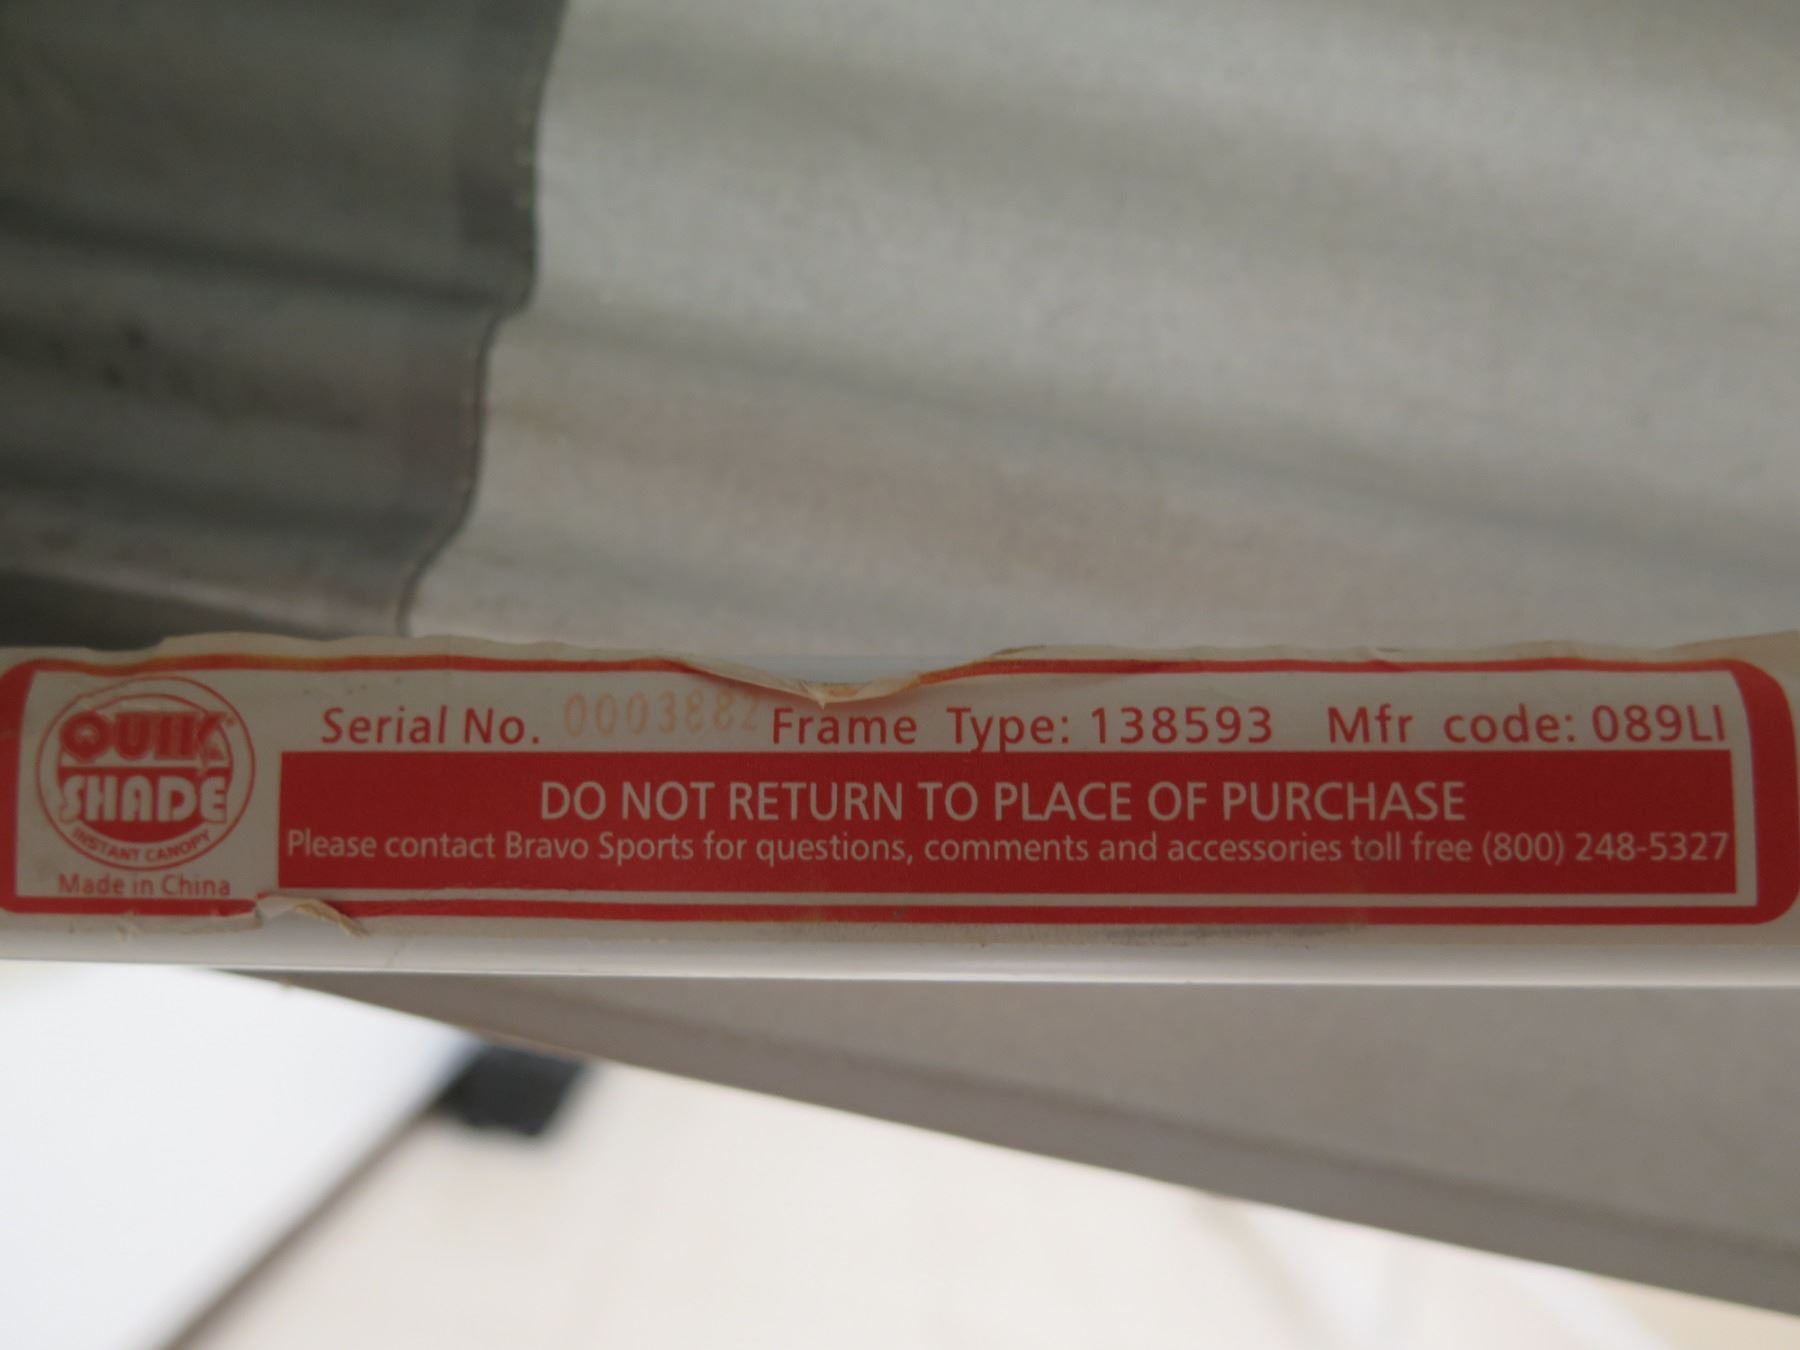 QUIK
SHADE
INSTANT CANOPY
Made in China
Serial No. 0003882 Frame Type: 138593 Mfr code: 089LI
DO NOT RETURN TO PLACE OF PURCHASE
Please contact Bravo Sports for questions, comments and accessories toll free (800) 248-5327